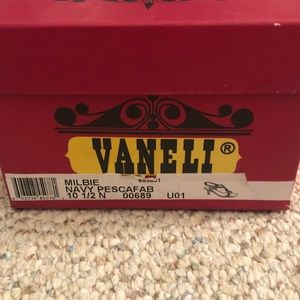 VANELI®
MILBIE
NAVY PESCAFAB
10 1/2 N 00689 U01